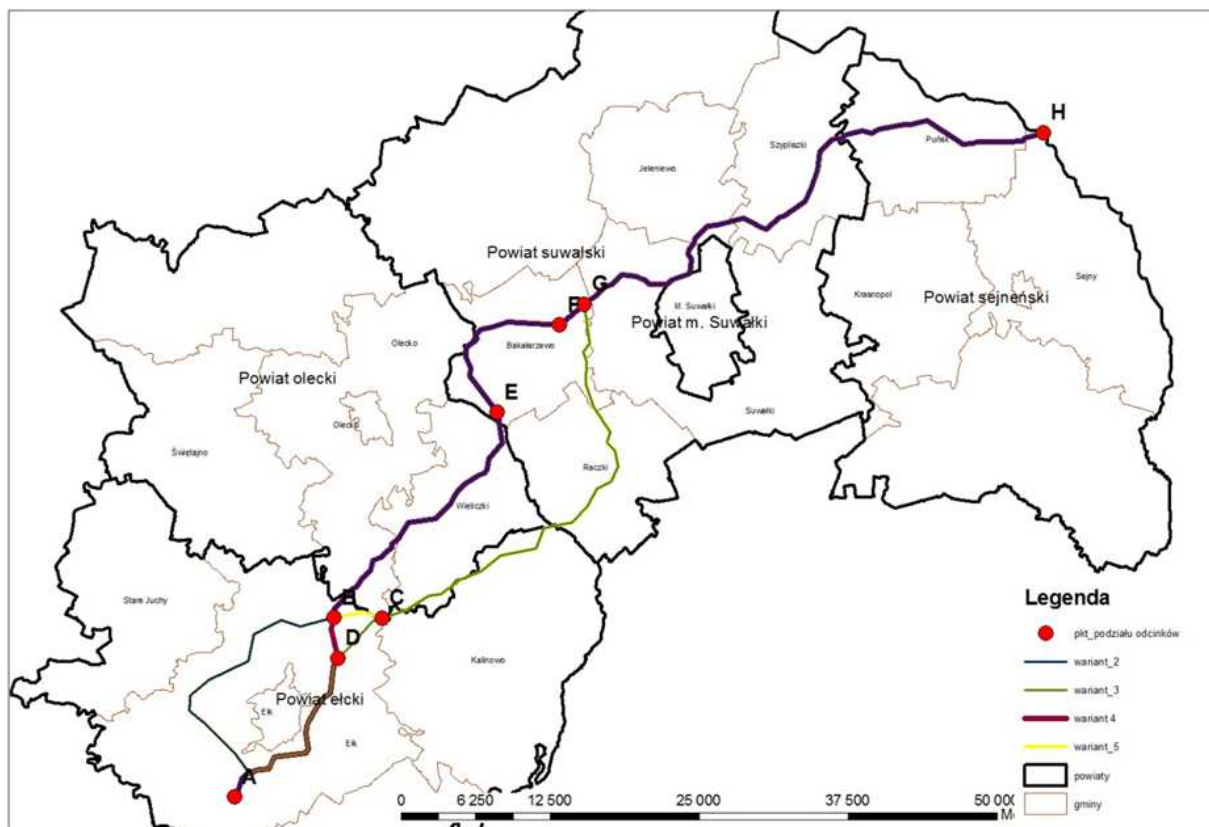 H
Puńsk
Szypliszki
Jeleniewo
Powiat suwalski
Sejny
G
Krasnopol
Powiat sejneński
M. Suwałki
F
Powiat m. Suwałki
Olecko
Bakałarzewo
Powiat olecki
E
Suwałki
Olecko
Świętajno
Raczki
Wieliczki
Stare Juchy
B
C
D
Kalinowo
Powiat ełcki
Ełk
Ełk
A
Legenda
pkt_podziału odcinków
wariant_2
wariant_3
wariant 4
wariant_5
powiaty
gminy
0 6 250 12 500 25 000 37 500 50 000